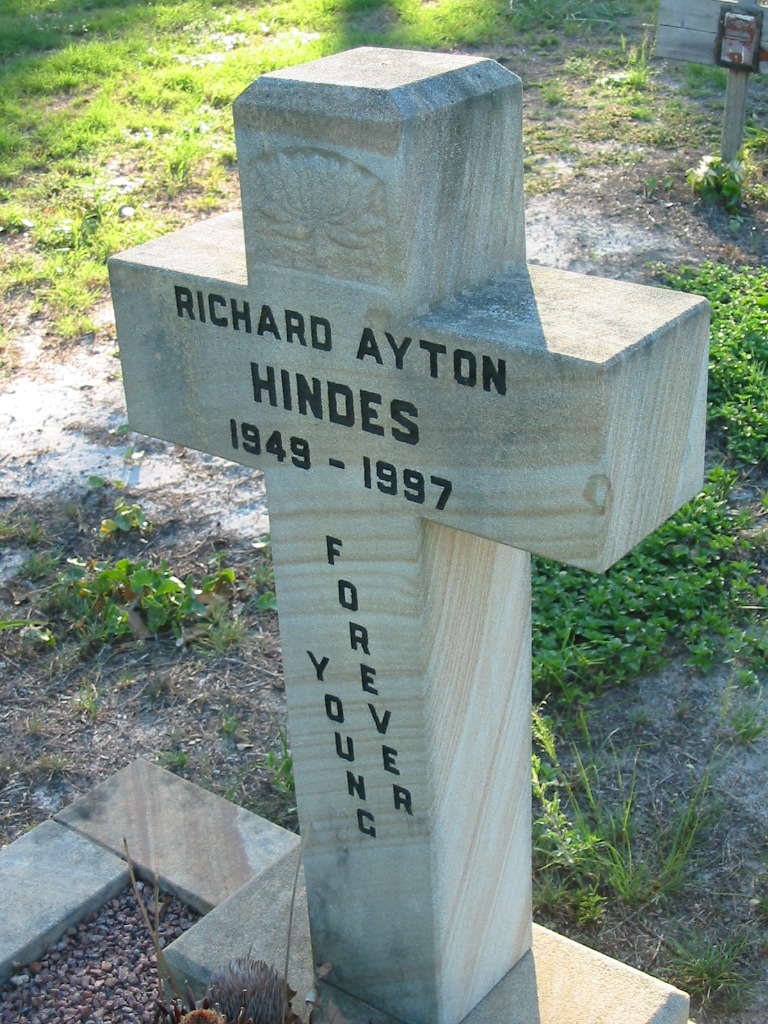 RICHARD AYTON
HINDES
1949 - 1997
FOREVER
YOUNG